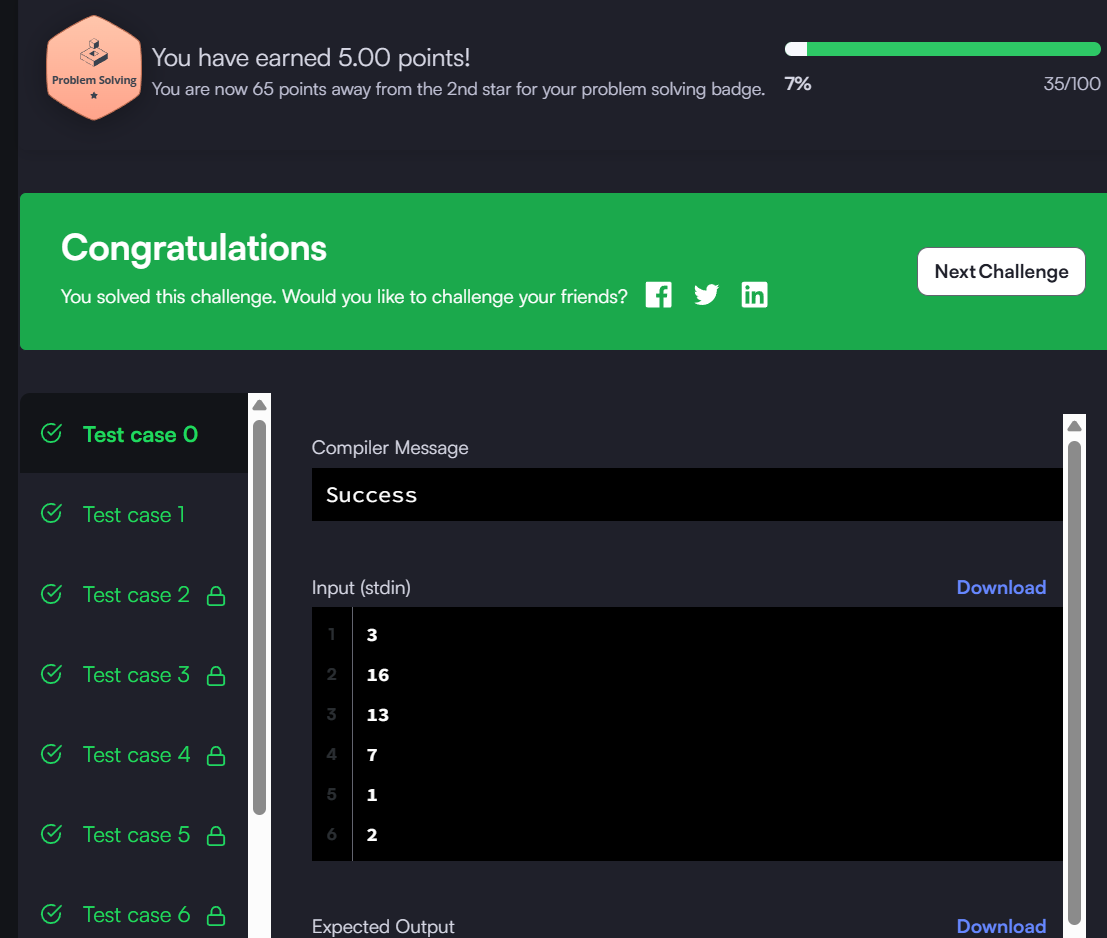 Problem Solving
You have earned 5.00 points!
You are now 65 points away from the 2nd star for your problem solving badge.
7%
35/100
Congratulations
You solved this challenge. Would you like to challenge your friends?
Next Challenge
Test case 0
Test case 1
Test case 2
Test case 3
Test case 4
Test case 5
Test case 6
Compiler Message
Success
Input (stdin)
Download
1 3
2 16
3 13
4 7
5 1
6 2
Expected Output
Download